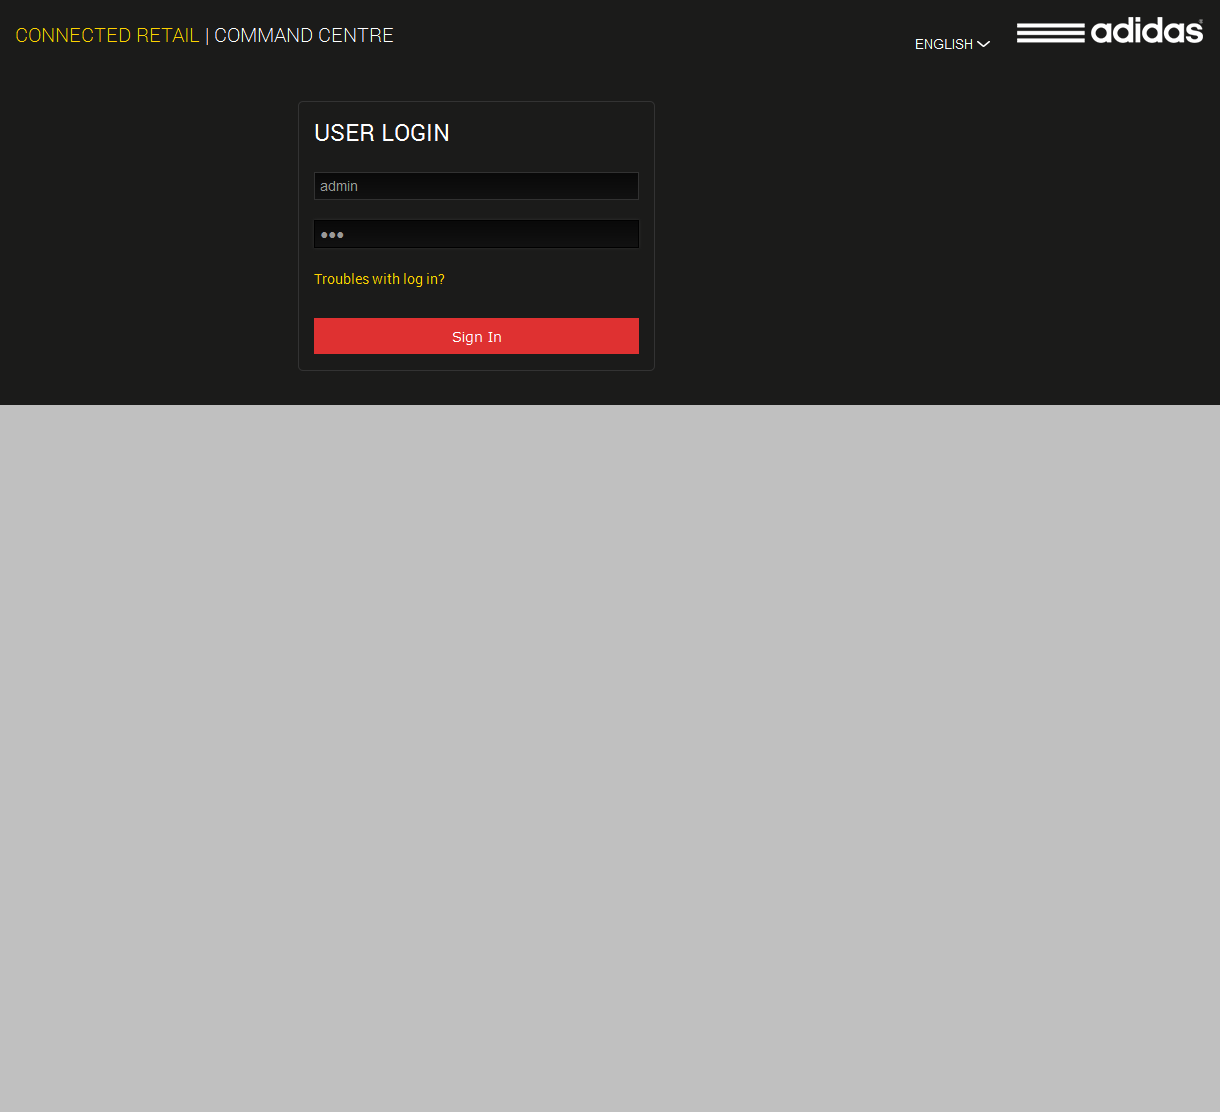 CONNECTED RETAIL | COMMAND CENTRE
ENGLISH
adidas®
USER LOGIN
admin
●●●
Troubles with log in?
Sign In